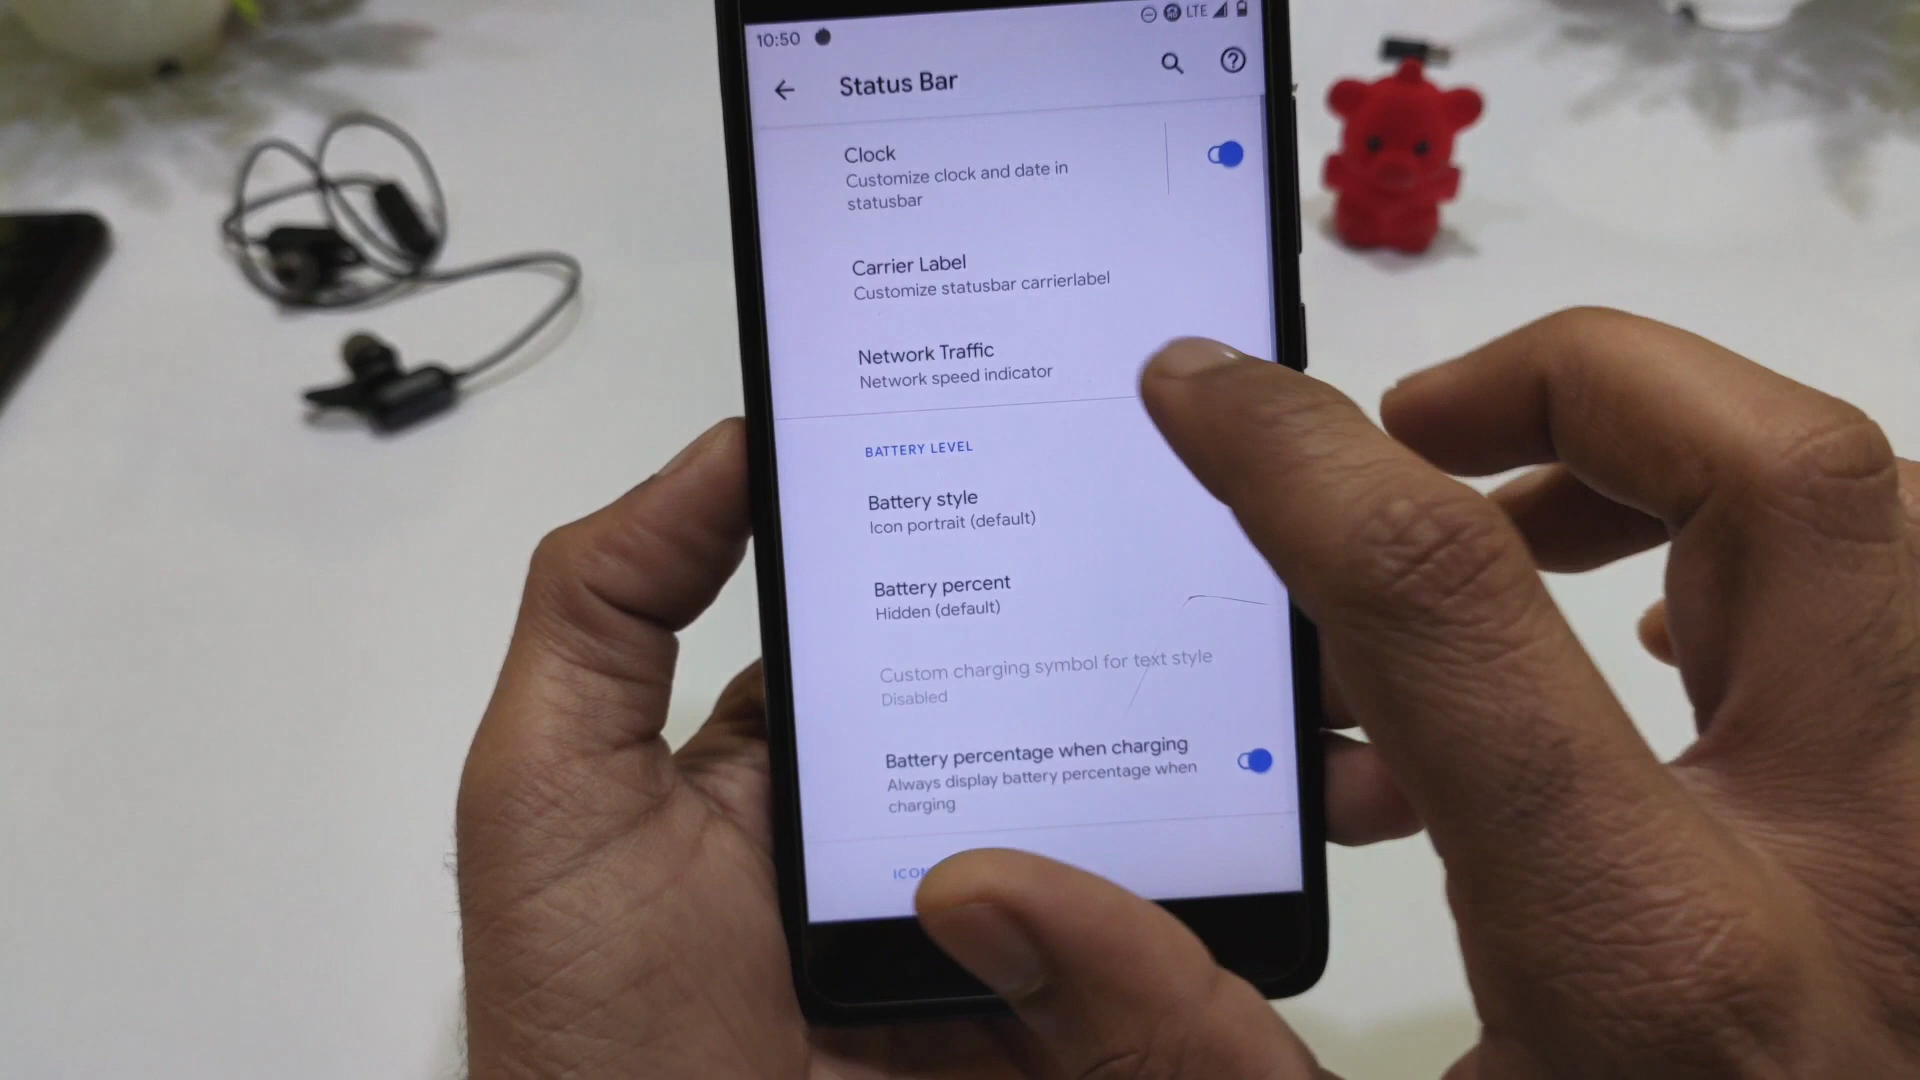 10:50 LTE
Status Bar
Clock
Customize clock and date in
statusbar
Carrier Label
Customize statusbar carrierlabel
Network Traffic
Network speed indicator
BATTERY LEVEL
Battery style
Icon portrait (default)
Battery percent
Hidden (default)
Custom charging symbol for text style
Disabled
Battery percentage when charging
Always display battery percentage when
charging